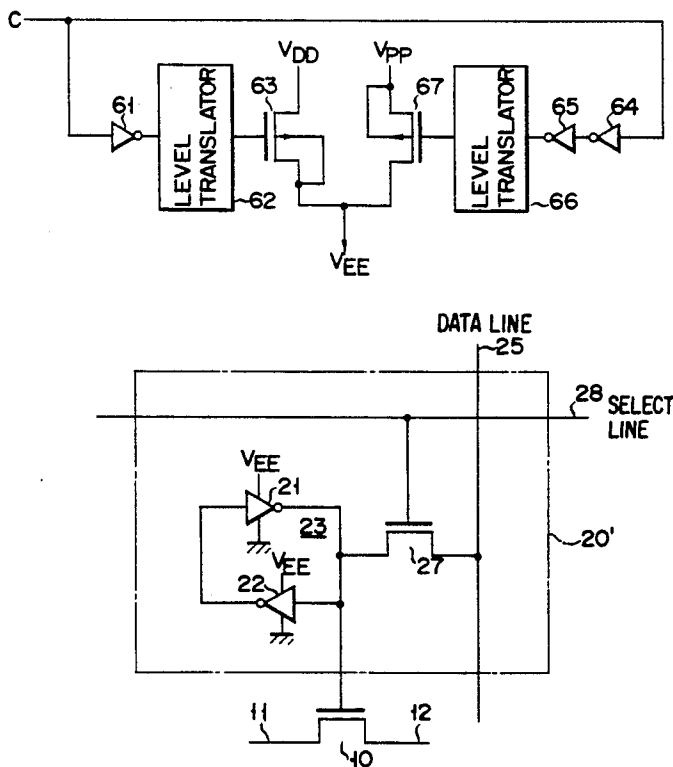 C
VDD
VPP
61
63
67
65
64
LEVEL TRANSLATOR
LEVEL TRANSLATOR
62
66
VEE
DATA LINE
25
28 SELECT LINE
VEE
21
23
VEE
22
27
20'
11
12
10